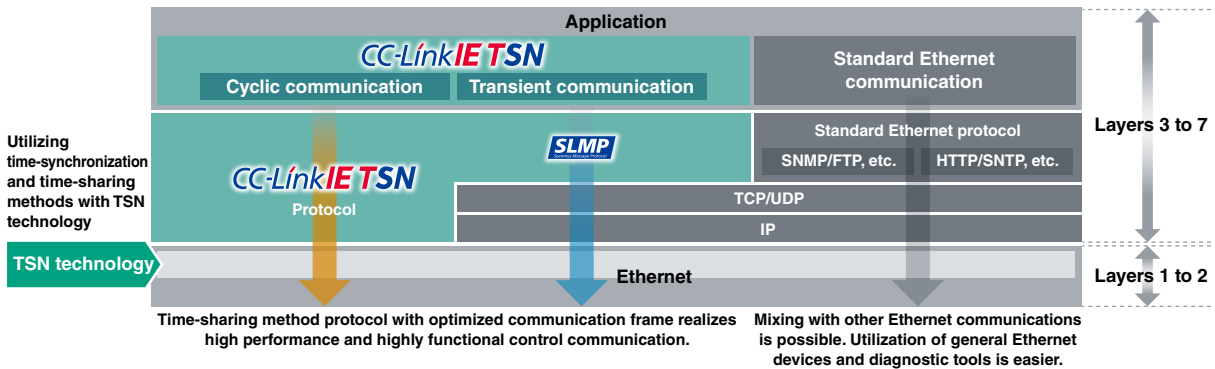 Application
CC-Link IE TSN
Cyclic communication
Transient communication
Standard Ethernet
communication
Utilizing
time-synchronization
and time-sharing
methods with TSN
technology
CC-Link IE TSN
Protocol
SLMP
Seamless Message Protocol
Standard Ethernet protocol
SNMP/FTP, etc.
HTTP/SNTP, etc.
TCP/UDP
IP
Layers 3 to 7
TSN technology
Ethernet
Layers 1 to 2
Time-sharing method protocol with optimized communication frame realizes
high performance and highly functional control communication.
Mixing with other Ethernet communications
is possible. Utilization of general Ethernet
devices and diagnostic tools is easier.